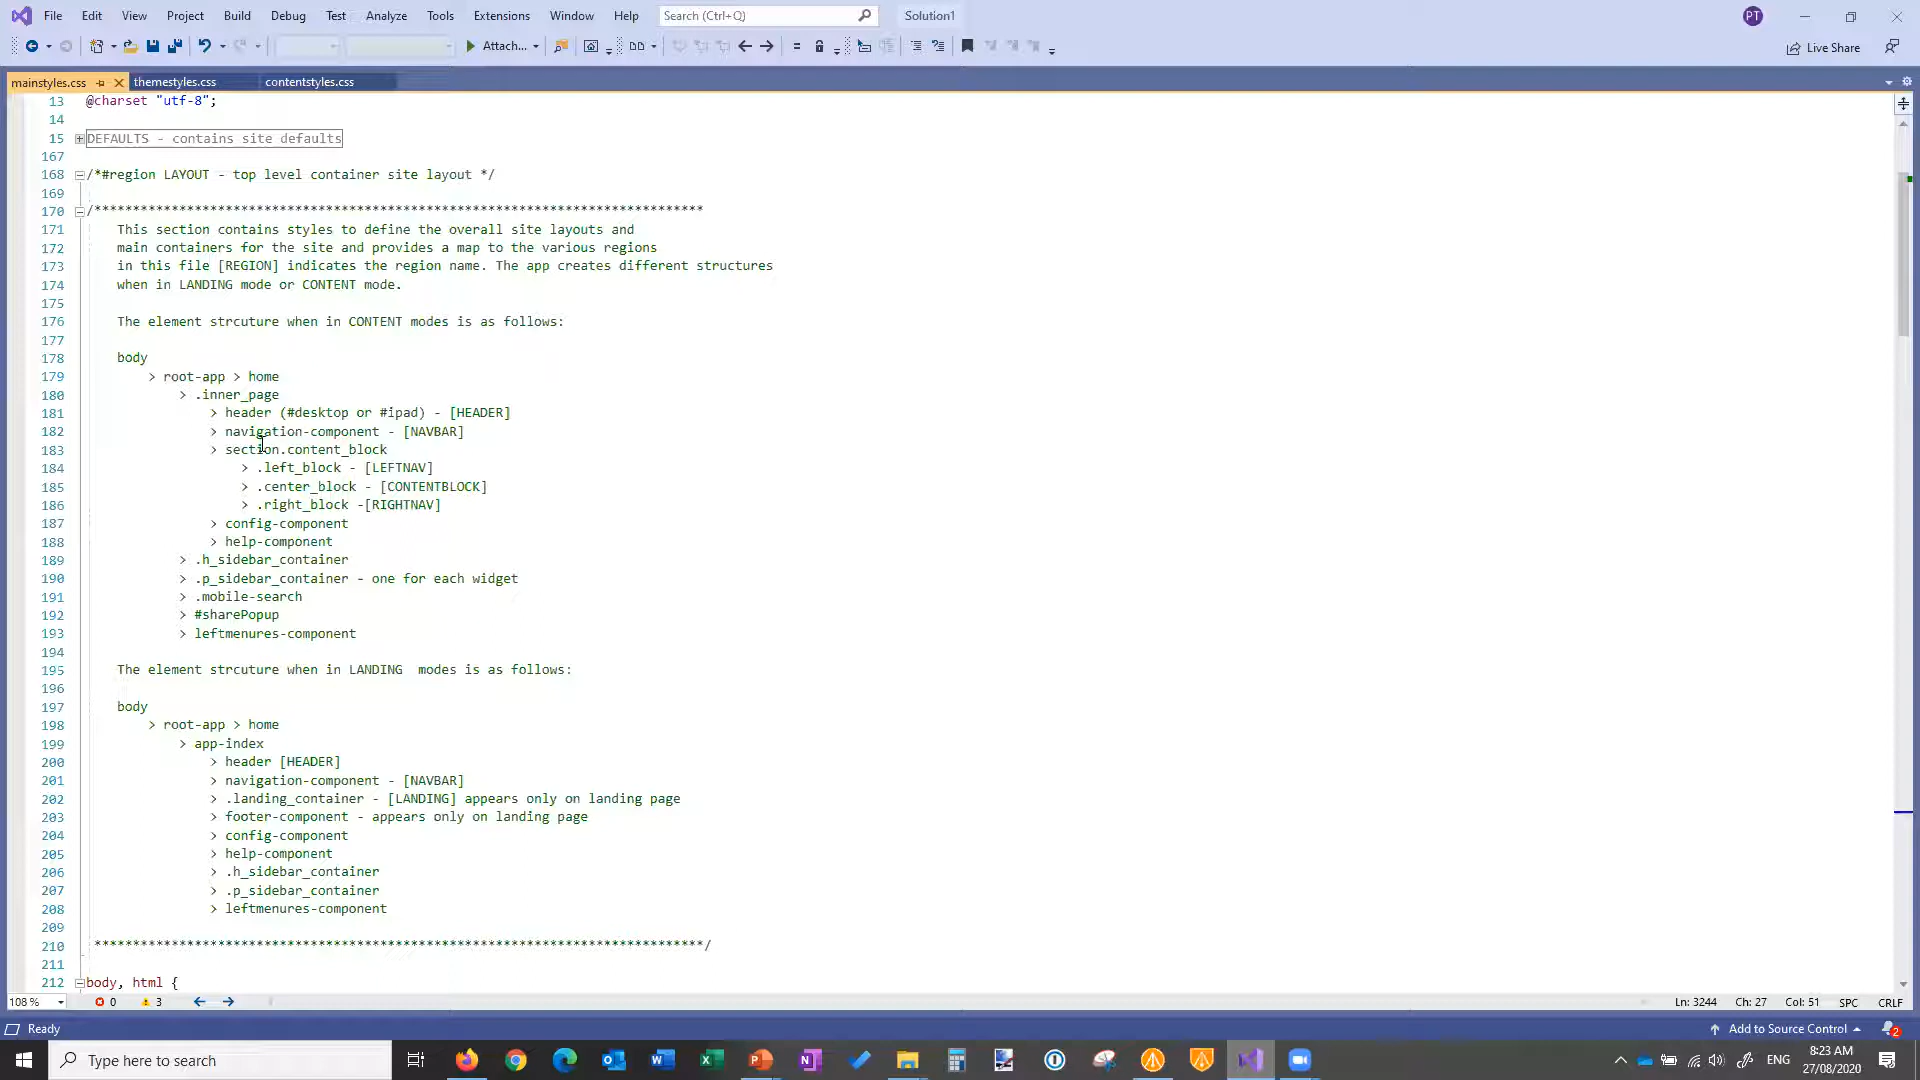 File Edit View Project Build Debug Test Analyze Tools Extensions Window Help Search (Ctrl+Q) Solution1 PT
Attach... Live Share
mainstyles.css themestyles.css contentstyles.css
13 @charset "utf-8";
14
15 DEFAULTS - contains site defaults
167
168 /*#region LAYOUT - top level container site layout */
169
170 /*******************************************************************************
171 This section contains styles to define the overall site layouts and
172 main containers for the site and provides a map to the various regions
173 in this file [REGION] indicates the region name. The app creates different structures
174 when in LANDING mode or CONTENT mode.
175
176 The element strcuture when in CONTENT modes is as follows:
177
178 body
179 > root-app > home
180 > .inner_page
181 > header (#desktop or #ipad) - [HEADER]
182 > navigation-component - [NAVBAR]
183 > section.content_block
184 > .left_block - [LEFTNAV]
185 > .center_block - [CONTENTBLOCK]
186 > .right_block -[RIGHTNAV]
187 > config-component
188 > help-component
189 > .h_sidebar_container
190 > .p_sidebar_container - one for each widget
191 > .mobile-search
192 > #sharePopup
193 > leftmenures-component
194
195 The element strcuture when in LANDING  modes is as follows:
196
197 body
198 > root-app > home
199 > app-index
200 > header [HEADER]
201 > navigation-component - [NAVBAR]
202 > .landing_container - [LANDING] appears only on landing page
203 > footer-component - appears only on landing page
204 > config-component
205 > help-component
206 > .h_sidebar_container
207 > .p_sidebar_container
208 > leftmenures-component
209
210 *******************************************************************************/
211
212 body, html {
108 % 0 3 Ln: 3244 Ch: 27 Col: 51 SPC CRLF
Ready Add to Source Control 2
Type here to search ENG 8:23 AM
27/08/2020